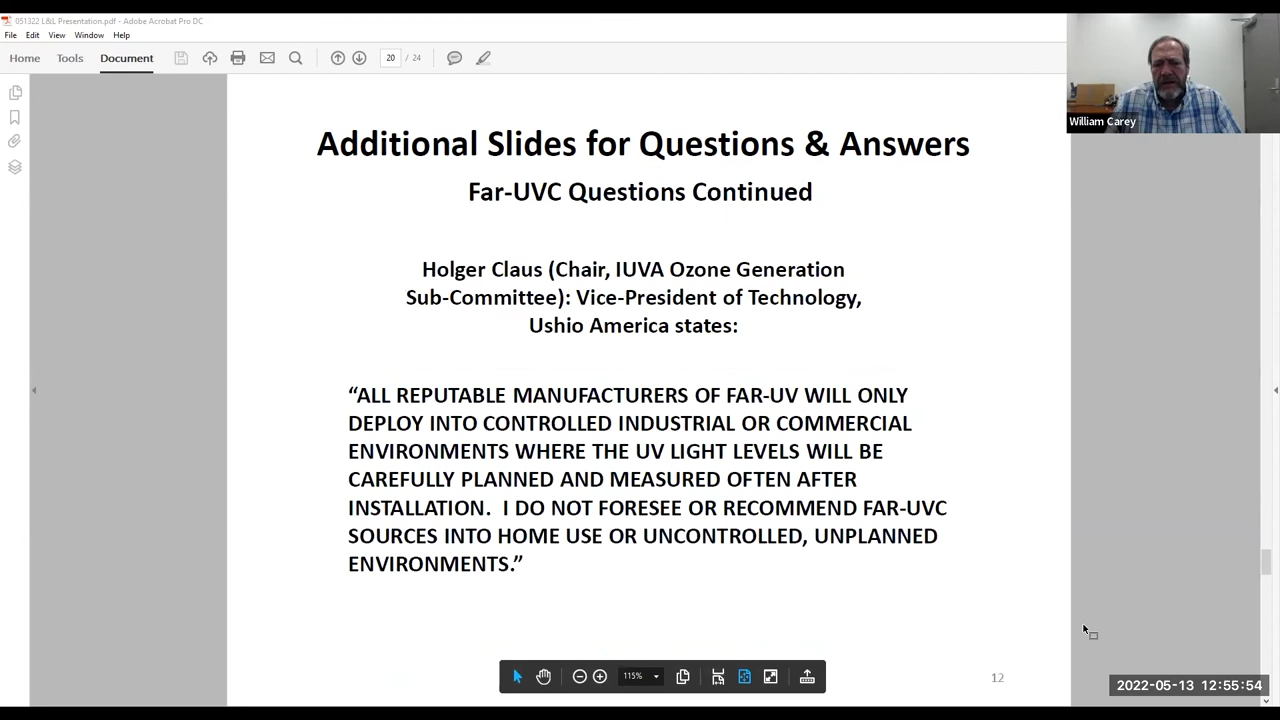 051322 L&L Presentation.pdf - Adobe Acrobat Pro DC
File Edit View Window Help
Home Tools Document 20 / 24
William Carey
Additional Slides for Questions & Answers
Far-UVC Questions Continued
Holger Claus (Chair, IUVA Ozone Generation
Sub-Committee): Vice-President of Technology,
Ushio America states:
“ALL REPUTABLE MANUFACTURERS OF FAR-UV WILL ONLY
DEPLOY INTO CONTROLLED INDUSTRIAL OR COMMERCIAL
ENVIRONMENTS WHERE THE UV LIGHT LEVELS WILL BE
CAREFULLY PLANNED AND MEASURED OFTEN AFTER
INSTALLATION.  I DO NOT FORESEE OR RECOMMEND FAR-UVC
SOURCES INTO HOME USE OR UNCONTROLLED, UNPLANNED
ENVIRONMENTS.”
115%
12
2022-05-13 12:55:54